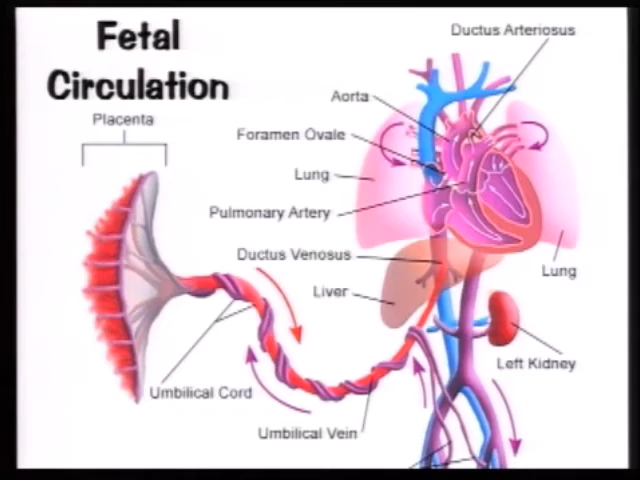 Fetal
Circulation
Placenta
Ductus Arteriosus
Aorta
Foramen Ovale
Lung
Pulmonary Artery
Ductus Venosus
Lung
Liver
Left Kidney
Umbilical Cord
Umbilical Vein